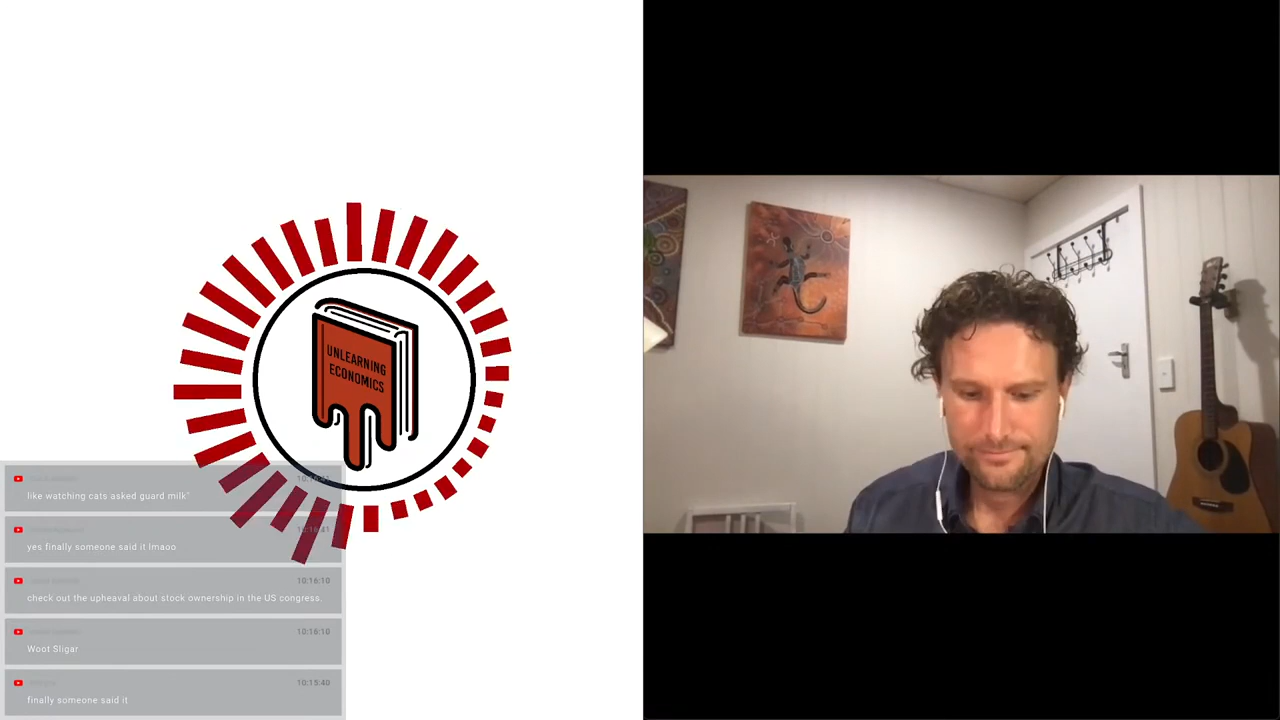 UNLEARNING
ECONOMICS
like watching cats asked guard milk"
yes finally someone said it lmaoo
10:16:10
check out the upheaval about stock ownership in the US congress.
10:16:10
Woot Sligar
10:15:40
finally someone said it